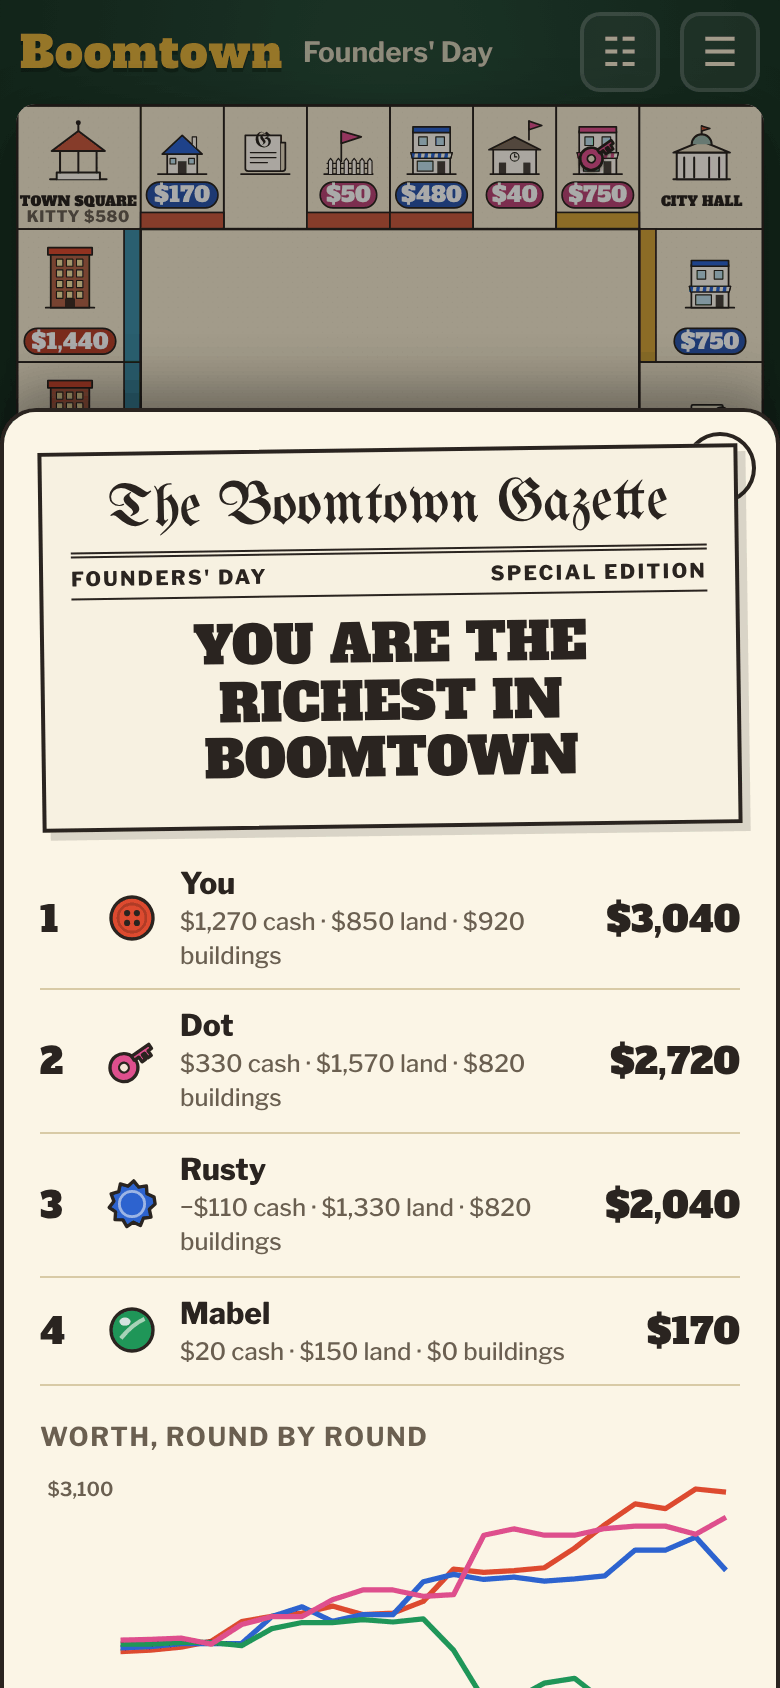 Boomtown Founders' Day
$170
$50
$480
$40
$750
TOWN SQUARE
KITTY $580
CITY HALL
$1,440
$750
The Boomtown Gazette
FOUNDERS' DAY SPECIAL EDITION
YOU ARE THE
RICHEST IN
BOOMTOWN
1 You $3,040
$1,270 cash · $850 land · $920
buildings
2 Dot $2,720
$330 cash · $1,570 land · $820
buildings
3 Rusty $2,040
−$110 cash · $1,330 land · $820
buildings
4 Mabel $170
$20 cash · $150 land · $0 buildings
WORTH, ROUND BY ROUND
$3,100